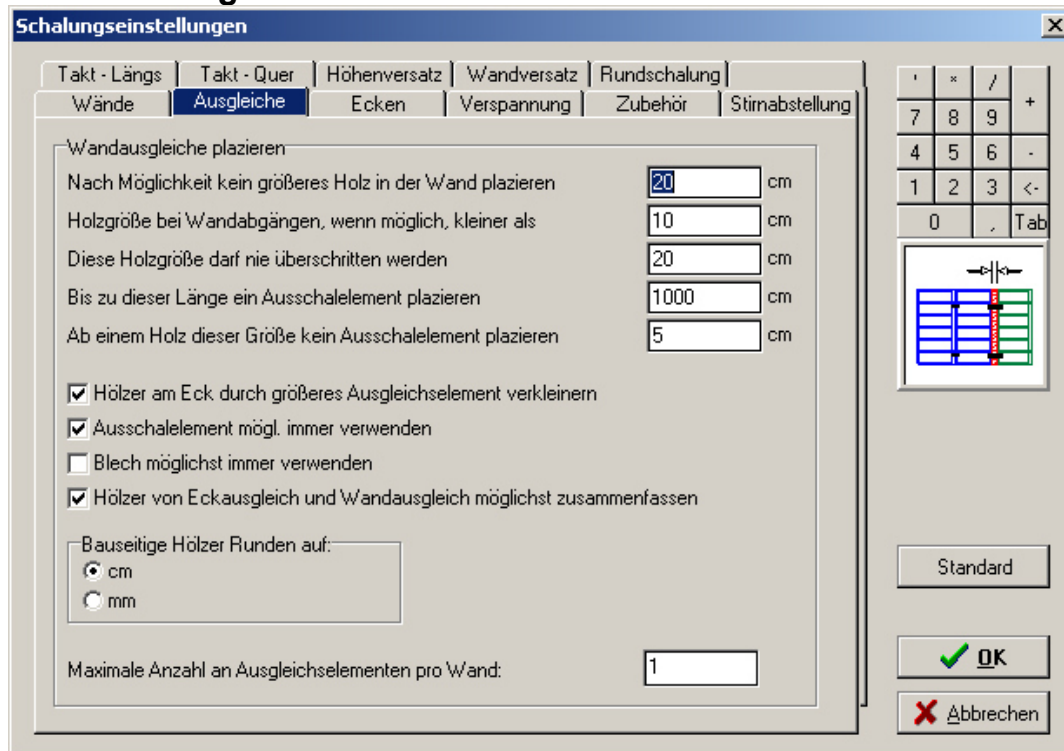 Schalungseinstellungen
Takt - Längs Takt - Quer Höhenversatz Wandversatz Rundschalung
Wände Ausgleiche Ecken Verspannung Zubehör Stirnabstellung
Wandausgleiche plazieren
Nach Möglichkeit kein größeres Holz in der Wand plazieren 20 cm
Holzgröße bei Wandabgängen, wenn möglich, kleiner als 10 cm
Diese Holzgröße darf nie überschritten werden 20 cm
Bis zu dieser Länge ein Ausschalelement plazieren 1000 cm
Ab einem Holz dieser Größe kein Ausschalelement plazieren 5 cm
Hölzer am Eck durch größeres Ausgleichselement verkleinern
Ausschalelement mögl. immer verwenden
Blech möglichst immer verwenden
Hölzer von Eckausgleich und Wandausgleich möglichst zusammenfassen
Bauseitige Hölzer Runden auf:
cm
mm
Maximale Anzahl an Ausgleichselementen pro Wand: 1
' * / +
7 8 9
4 5 6 -
1 2 3 <-
0 , Tab
Standard
OK
Abbrechen